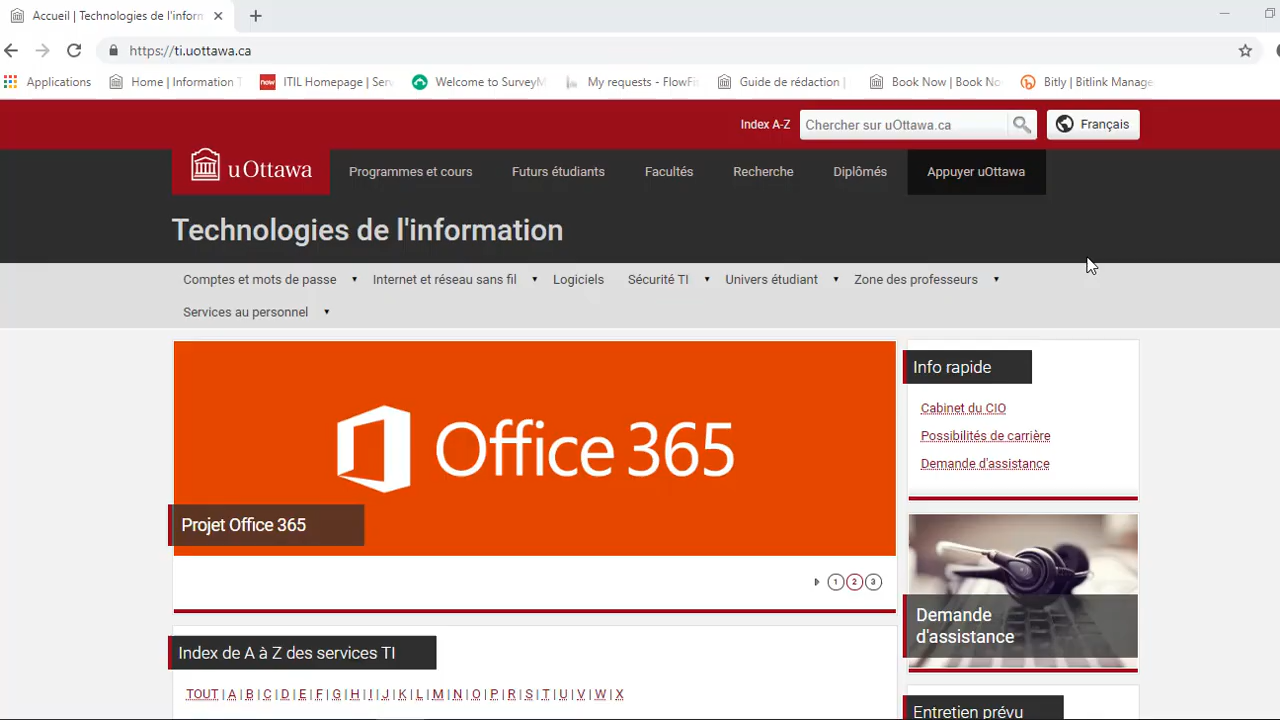 Accueil | Technologies de l'inforn
https://ti.uottawa.ca
Applications
Home | Information T
ITIL Homepage | Serv
Welcome to SurveyM
My requests - FlowFi
Guide de rédaction |
Book Now | Book No
Bitly | Bitlink Manage
Index A-Z
Chercher sur uOttawa.ca
Français
uOttawa
Programmes et cours
Futurs étudiants
Facultés
Recherche
Diplômés
Appuyer uOttawa
Technologies de l'information
Comptes et mots de passe
Internet et réseau sans fil
Logiciels
Sécurité TI
Univers étudiant
Zone des professeurs
Services au personnel
Office 365
Projet Office 365
1 2 3
Info rapide
Cabinet du CIO
Possibilités de carrière
Demande d'assistance
Demande
d'assistance
Index de A à Z des services TI
TOUT | A | B | C | D | E | F | G | H | I | J | K | L | M | N | O | P | R | S | T | U | V | W | X
Entretien prévu